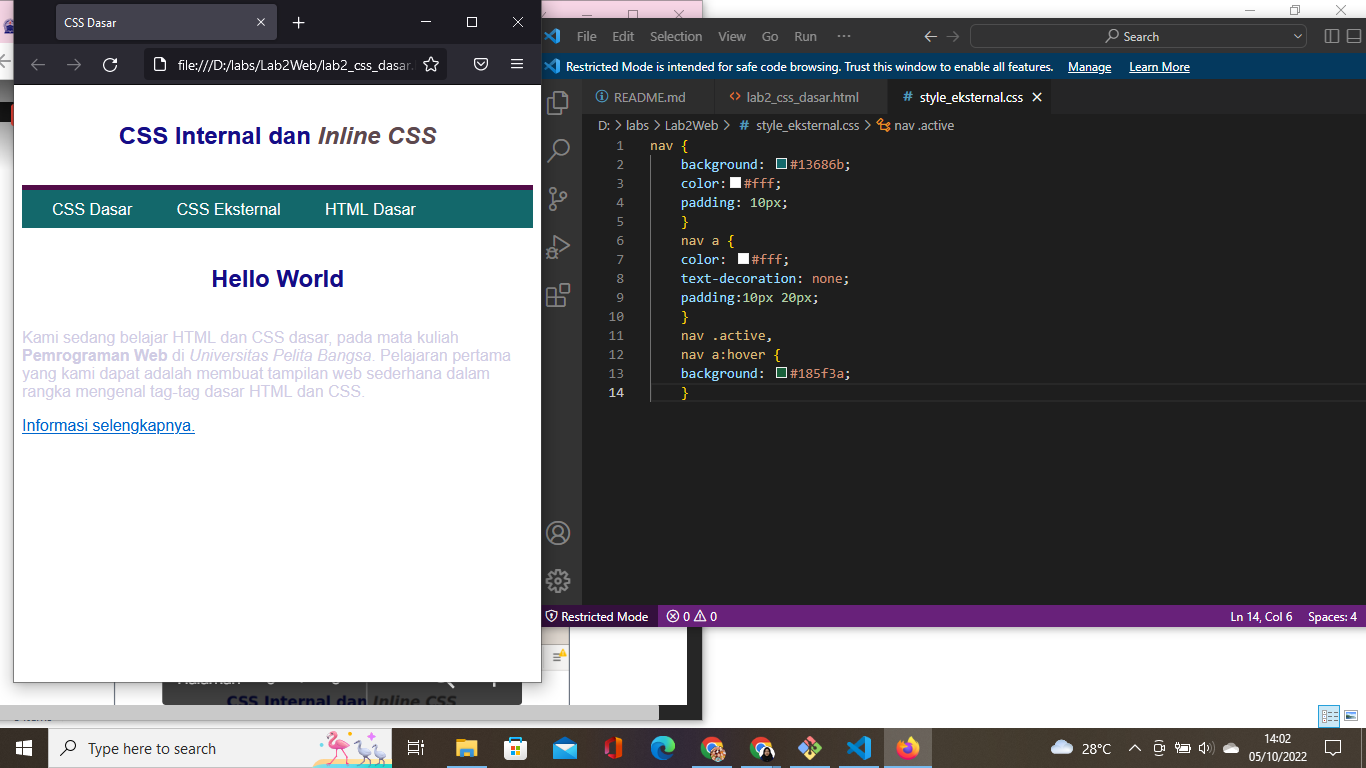 CSS Dasar
file:///D:/labs/Lab2Web/lab2_css_dasar.
CSS Internal dan Inline CSS
CSS Dasar CSS Eksternal HTML Dasar
Hello World
Kami sedang belajar HTML dan CSS dasar, pada mata kuliah
Pemrograman Web di Universitas Pelita Bangsa. Pelajaran pertama
yang kami dapat adalah membuat tampilan web sederhana dalam
rangka mengenal tag-tag dasar HTML dan CSS.
Informasi selengkapnya.
File Edit Selection View Go Run ··· Search
Restricted Mode is intended for safe code browsing. Trust this window to enable all features. Manage Learn More
README.md lab2_css_dasar.html # style_eksternal.css
D: > labs > Lab2Web > # style_eksternal.css > nav .active
1 nav {
2 background: #13686b;
3 color:#fff;
4 padding: 10px;
5 }
6 nav a {
7 color: #fff;
8 text-decoration: none;
9 padding:10px 20px;
10 }
11 nav .active,
12 nav a:hover {
13 background: #185f3a;
14 }
Restricted Mode 0 0 Ln 14, Col 6 Spaces: 4
CSS Internal dan Inline CSS
Type here to search 28°C 14:02
05/10/2022